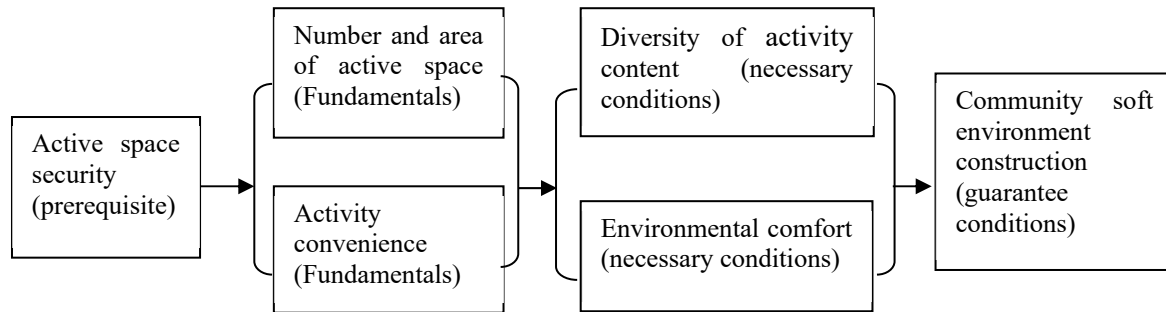 Active space
security
(prerequisite)
Number and area
of active space
(Fundamentals)
Activity
convenience
(Fundamentals)
Diversity of activity
content (necessary
conditions)
Environmental comfort
(necessary conditions)
Community soft
environment
construction
(guarantee
conditions)